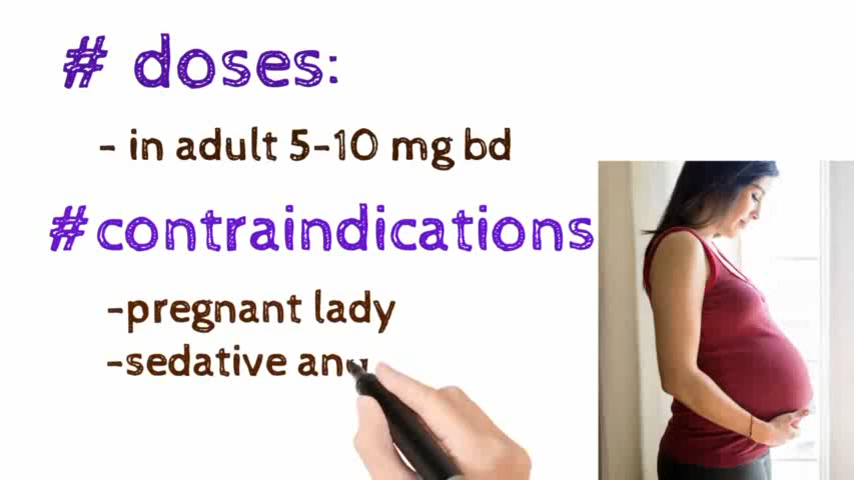 # doses:
- in adult 5-10 mg bd
# contraindications
-pregnant lady
-sedative